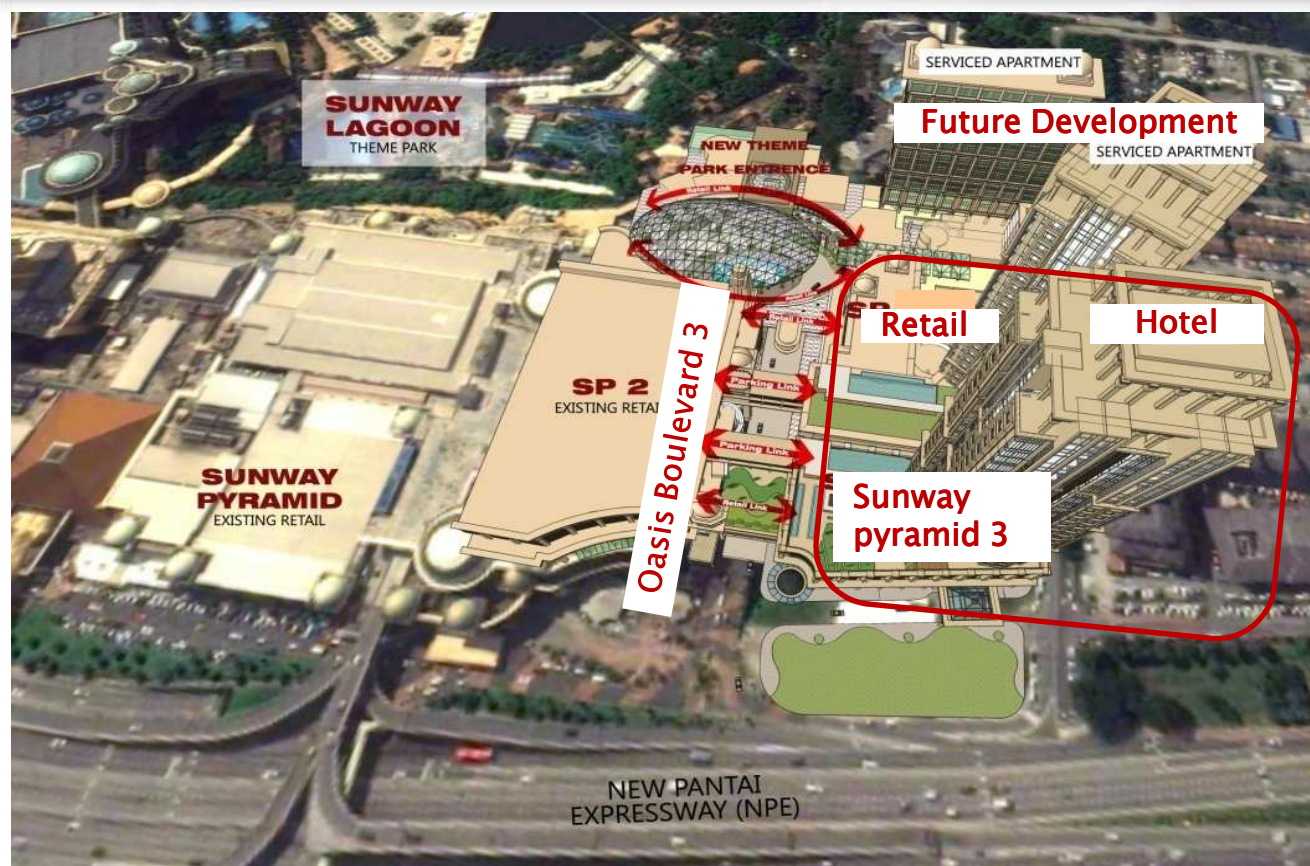 SERVICED APARTMENT
Future Development
SERVICED APARTMENT
SUNWAY
LAGOON
THEME PARK
NEW THEME
PARK ENTRENCE
Retail Link
Retail Link
Retail
Hotel
Parking Link
SP 2
EXISTING RETAI
Oasis Boulevard 3
Parking Link
Retail Link
SUNWAY
PYRAMID
EXISTING RETAIL
Sunway
pyramid 3
NEW PANTAI
EXPRESSWAY (NPE)